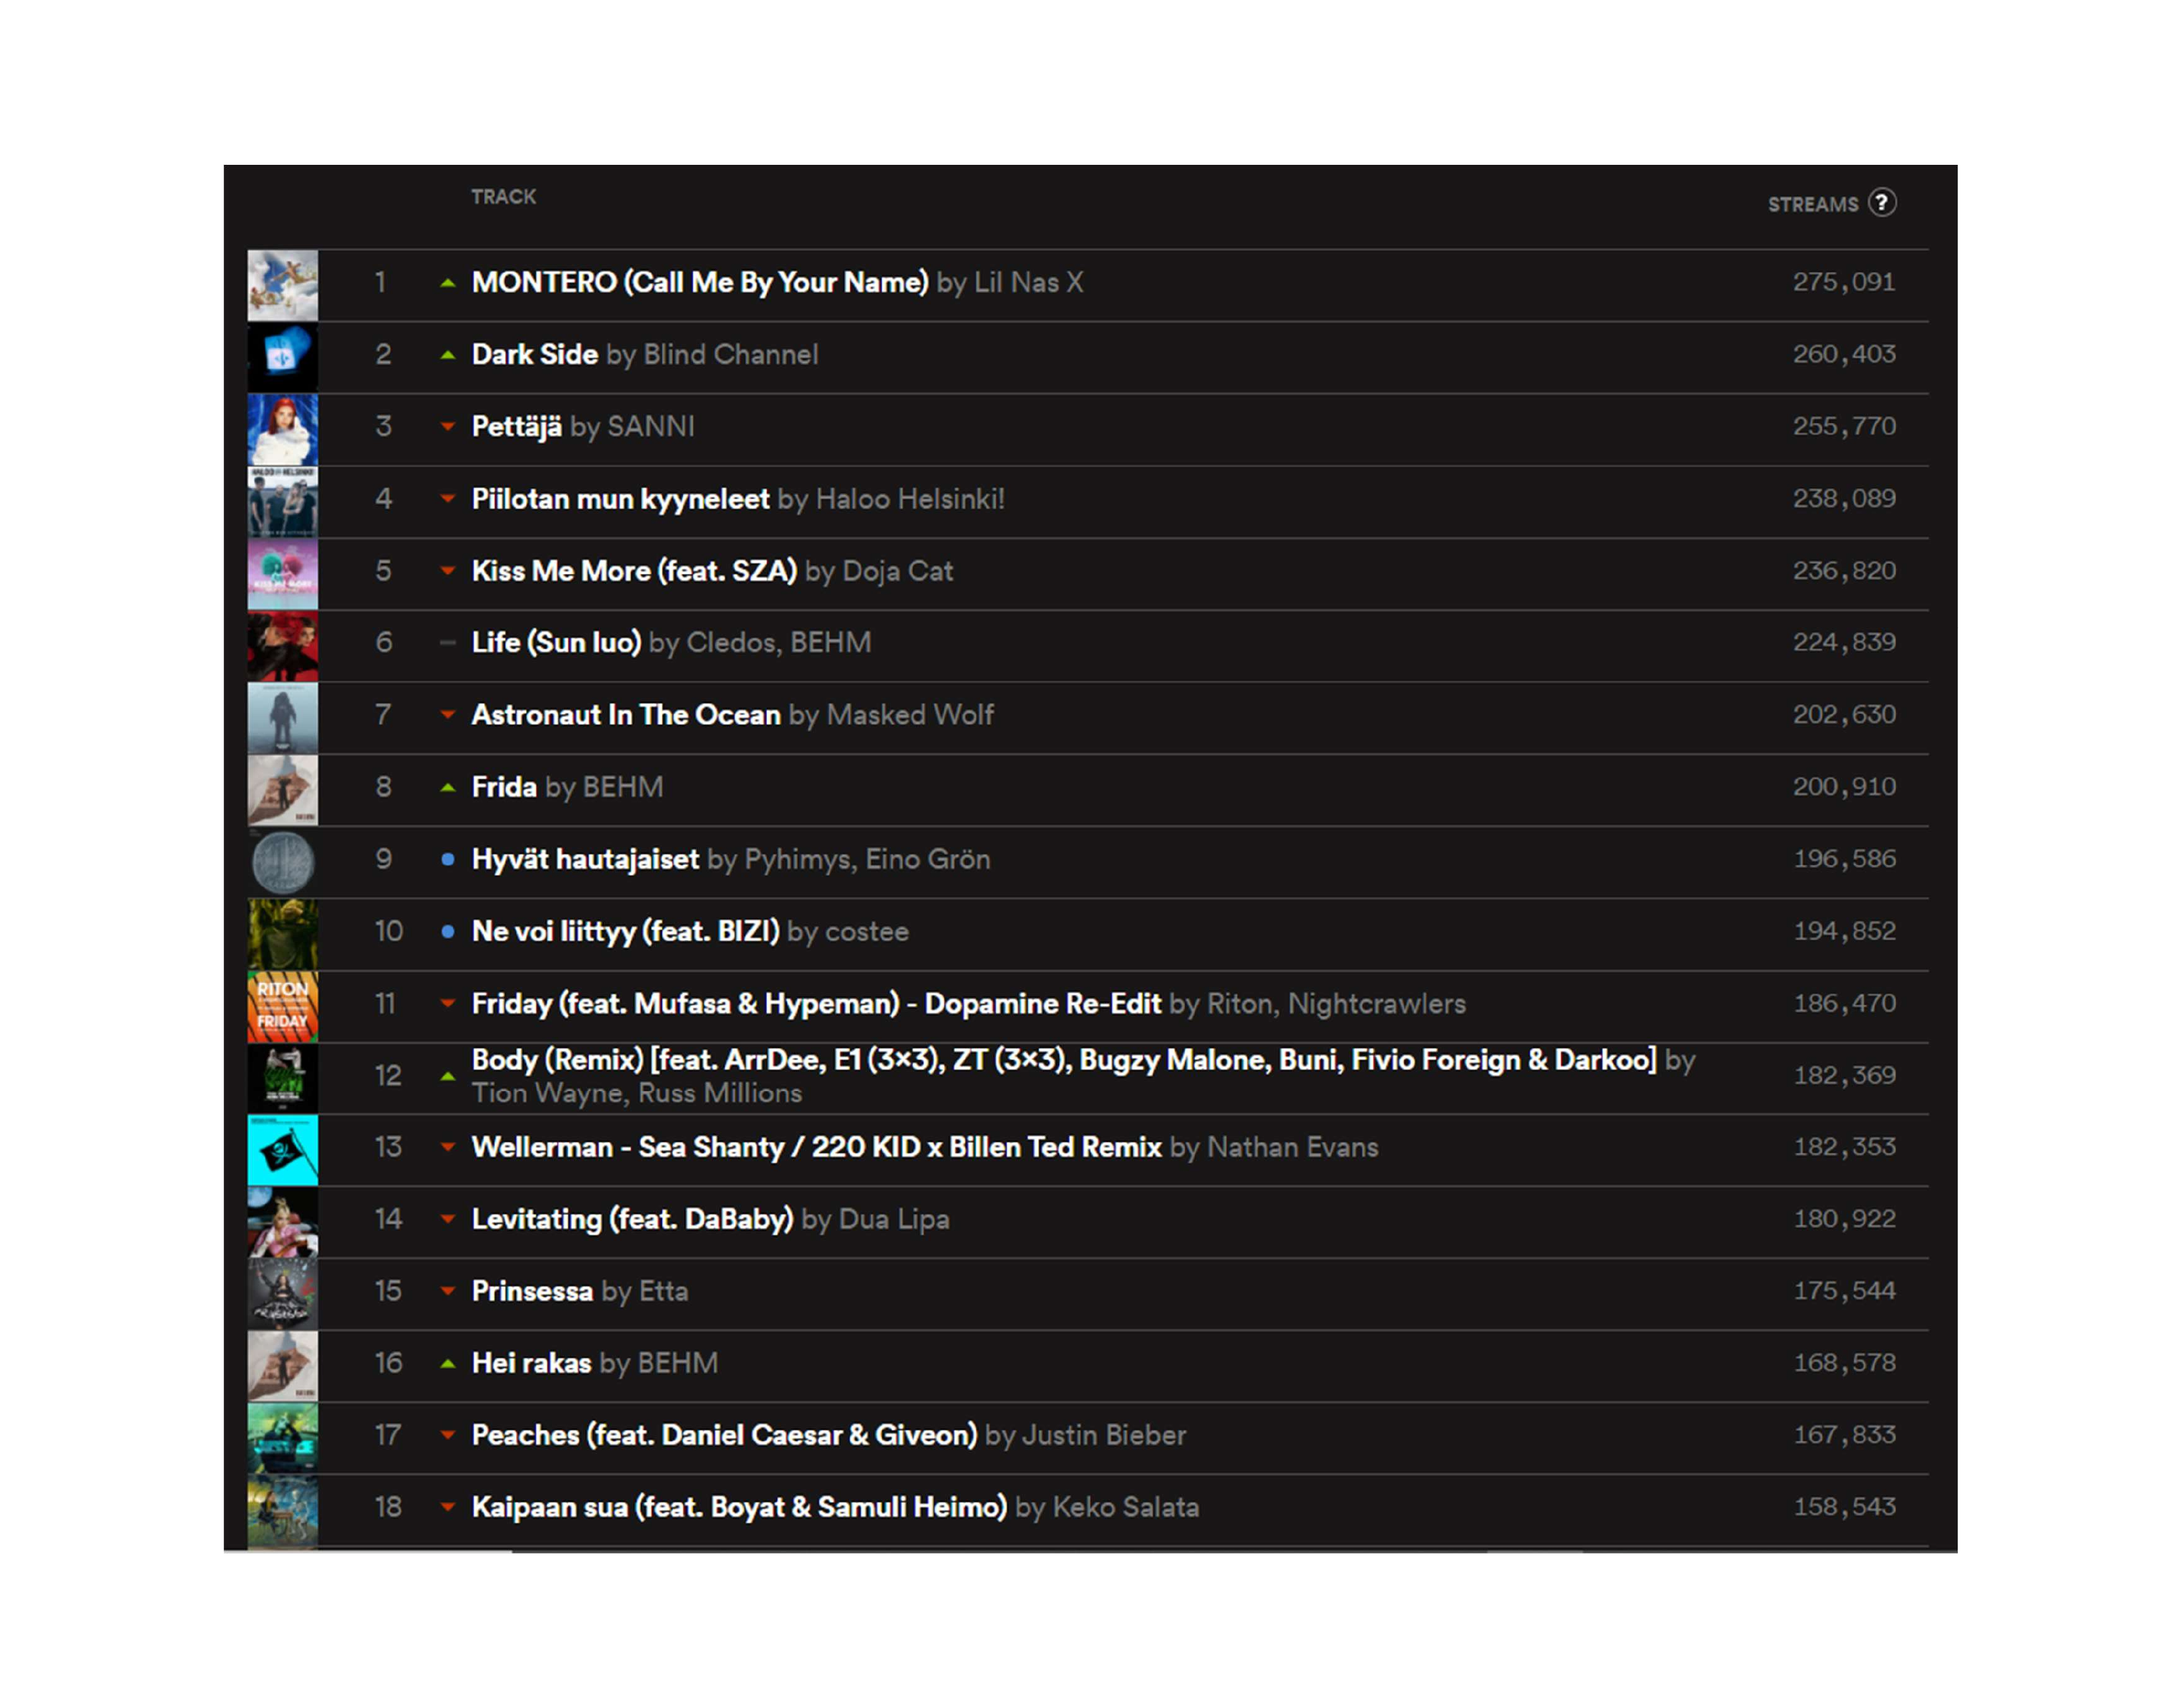 TRACK STREAMS ?
1 MONTERO (Call Me By Your Name) by Lil Nas X 275,091
2 Dark Side by Blind Channel 260,403
3 Pettäjä by SANNI 255,770
HALOO HELSINKI!
4 Piilotan mun kyyneleet by Haloo Helsinki! 238,089
5 Kiss Me More (feat. SZA) by Doja Cat 236,820
KISS ME MORE
6 Life (Sun luo) by Cledos, BEHM 224,839
7 Astronaut In The Ocean by Masked Wolf 202,630
8 Frida by BEHM 200,910
9 Hyvät hautajaiset by Pyhimys, Eino Grön 196,586
10 Ne voi liittyy (feat. BIZI) by costee 194,852
RITON
11 Friday (feat. Mufasa & Hypeman) - Dopamine Re-Edit by Riton, Nightcrawlers 186,470
FRIDAY
Body (Remix) [feat. ArrDee, E1 (3×3), ZT (3×3), Bugzy Malone, Buni, Fivio Foreign & Darkoo] by
12 Tion Wayne, Russ Millions 182,369
13 Wellerman - Sea Shanty / 220 KID x Billen Ted Remix by Nathan Evans 182,353
14 Levitating (feat. DaBaby) by Dua Lipa 180,922
15 Prinsessa by Etta 175,544
16 Hei rakas by BEHM 168,578
17 Peaches (feat. Daniel Caesar & Giveon) by Justin Bieber 167,833
18 Kaipaan sua (feat. Boyat & Samuli Heimo) by Keko Salata 158,543